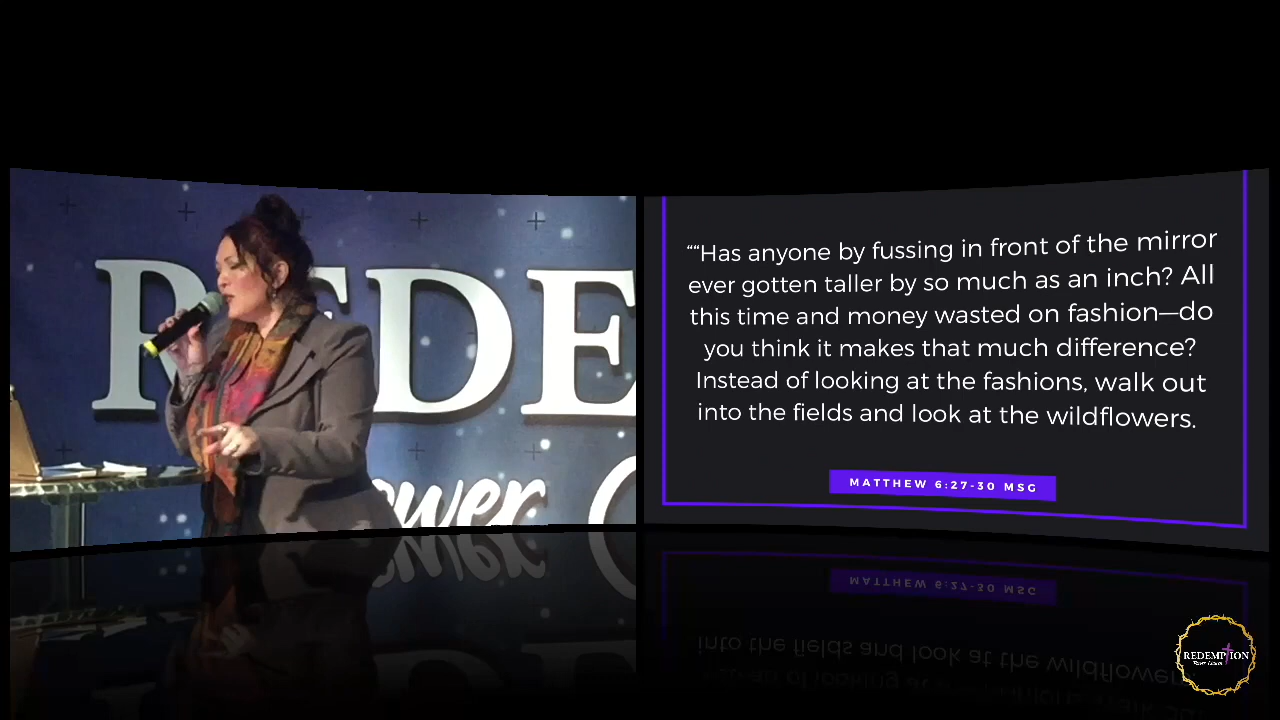 REDE
ower
““Has anyone by fussing in front of the mirror
ever gotten taller by so much as an inch? All
this time and money wasted on fashion—do
you think it makes that much difference?
Instead of looking at the fashions, walk out
into the fields and look at the wildflowers.
MATTHEW 6:27-30 MSG
REDEMPTION